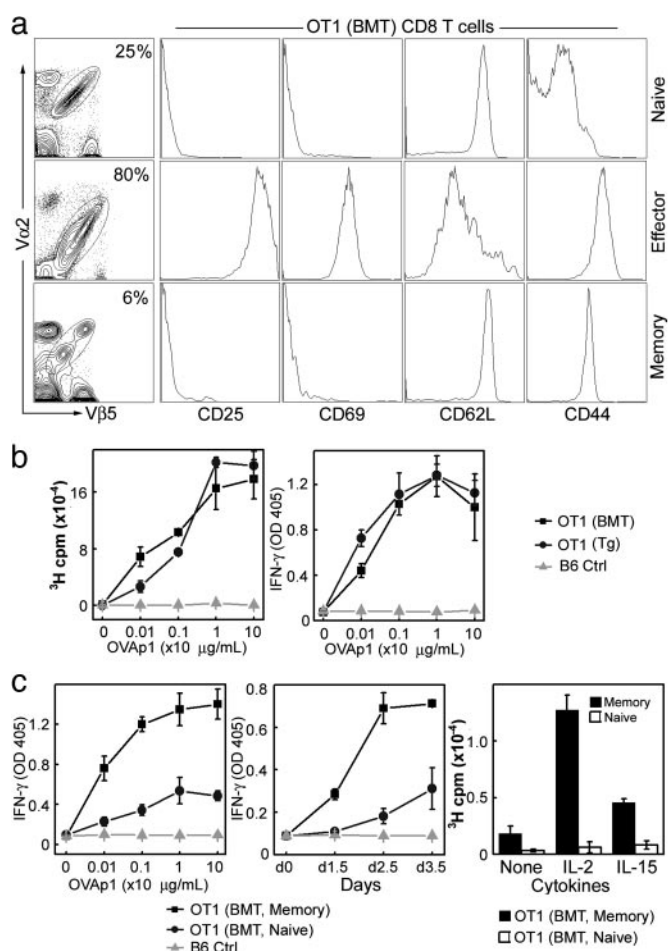 a
OT1 (BMT) CD8 T cells
25%
Naive
80%
Effector
6%
Memory
Vα2
Vβ5
CD25
CD69
CD62L
CD44
b
³H cpm (x10⁻⁴)
16
8
0
0
0.01
0.1
1
10
OVAp1 (x10 μg/mL)
IFN-γ (OD 405)
1.2
0.8
0.4
0
0
0.01
0.1
1
10
OVAp1 (x10 μg/mL)
OT1 (BMT)
OT1 (Tg)
B6 Ctrl
c
IFN-γ (OD 405)
1.2
0.8
0.4
0
0
0.01
0.1
1
10
OVAp1 (x10 μg/mL)
IFN-γ (OD 405)
0.8
0.6
0.4
0.2
0
d0
d1.5
d2.5
d3.5
Days
³H cpm (x10⁻⁴)
Memory
Naive
3
2
1
0
None
IL-2
IL-15
Cytokines
OT1 (BMT, Memory)
OT1 (BMT, Naive)
B6 Ctrl
OT1 (BMT, Memory)
OT1 (BMT, Naive)